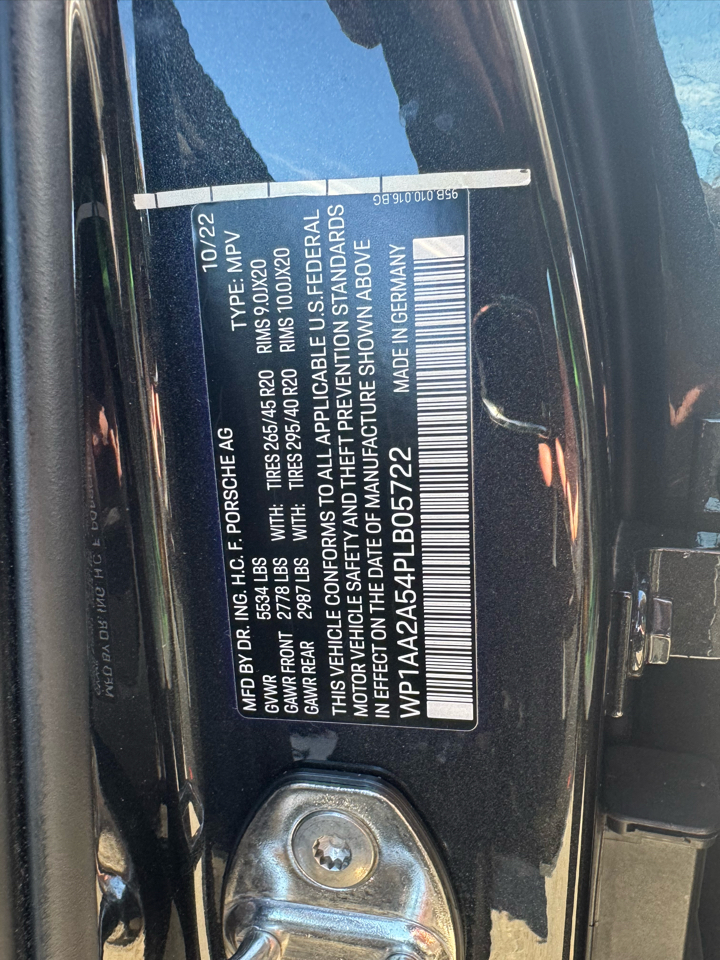 MFD BY DR. ING. H.C. F. PORSCHE AG 10/22
GVWR 5534 LBS TYPE: MPV
GAWR FRONT 2778 LBS WITH: TIRES 265/45 R20 RIMS 9.0JX20
GAWR REAR 2987 LBS WITH: TIRES 295/40 R20 RIMS 10.0JX20
THIS VEHICLE CONFORMS TO ALL APPLICABLE U.S. FEDERAL
MOTOR VEHICLE SAFETY AND THEFT PREVENTION STANDARDS
IN EFFECT ON THE DATE OF MANUFACTURE SHOWN ABOVE
WP1AA2A54PLB05722 MADE IN GERMANY
95B.010.016.BG